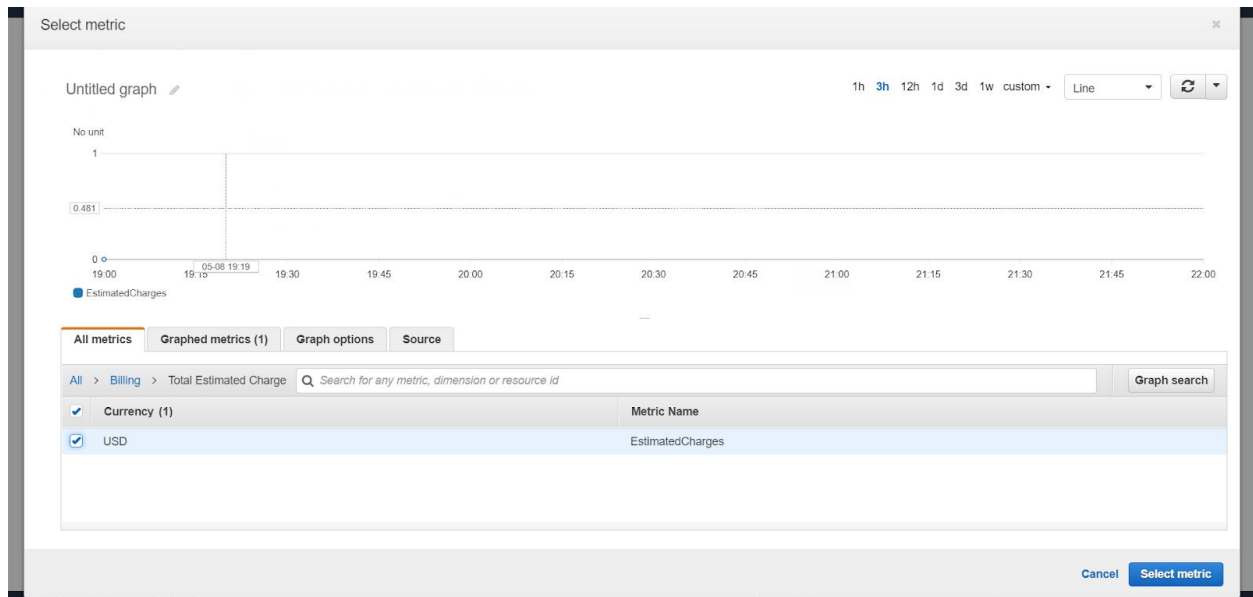 Select metric ×
Untitled graph 1h 3h 12h 1d 3d 1w custom Line
No unit
1
0.481
0
19:00 19:15 05-08 19:19 19:30 19:45 20:00 20:15 20:30 20:45 21:00 21:15 21:30 21:45 22:00
EstimatedCharges
All metrics Graphed metrics (1) Graph options Source
All > Billing > Total Estimated Charge Search for any metric, dimension or resource id Graph search
Currency (1) Metric Name
USD EstimatedCharges
Cancel Select metric